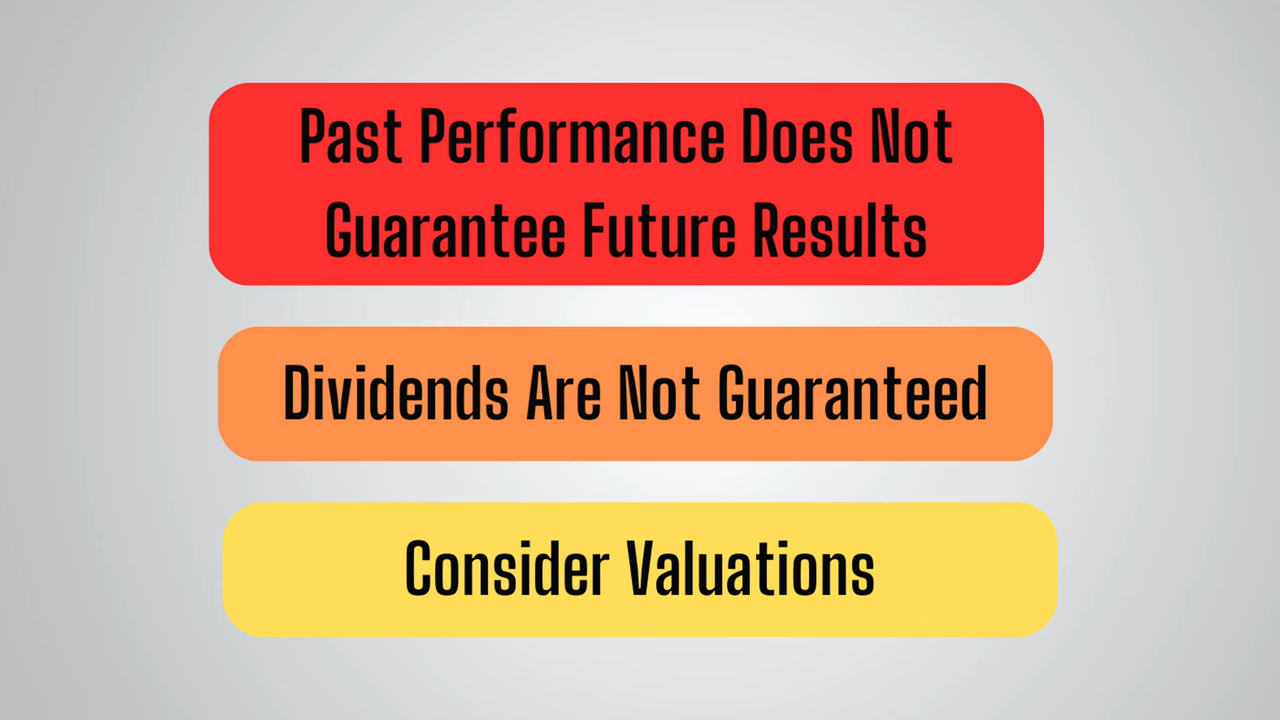 Past Performance Does Not
Guarantee Future Results
Dividends Are Not Guaranteed
Consider Valuations